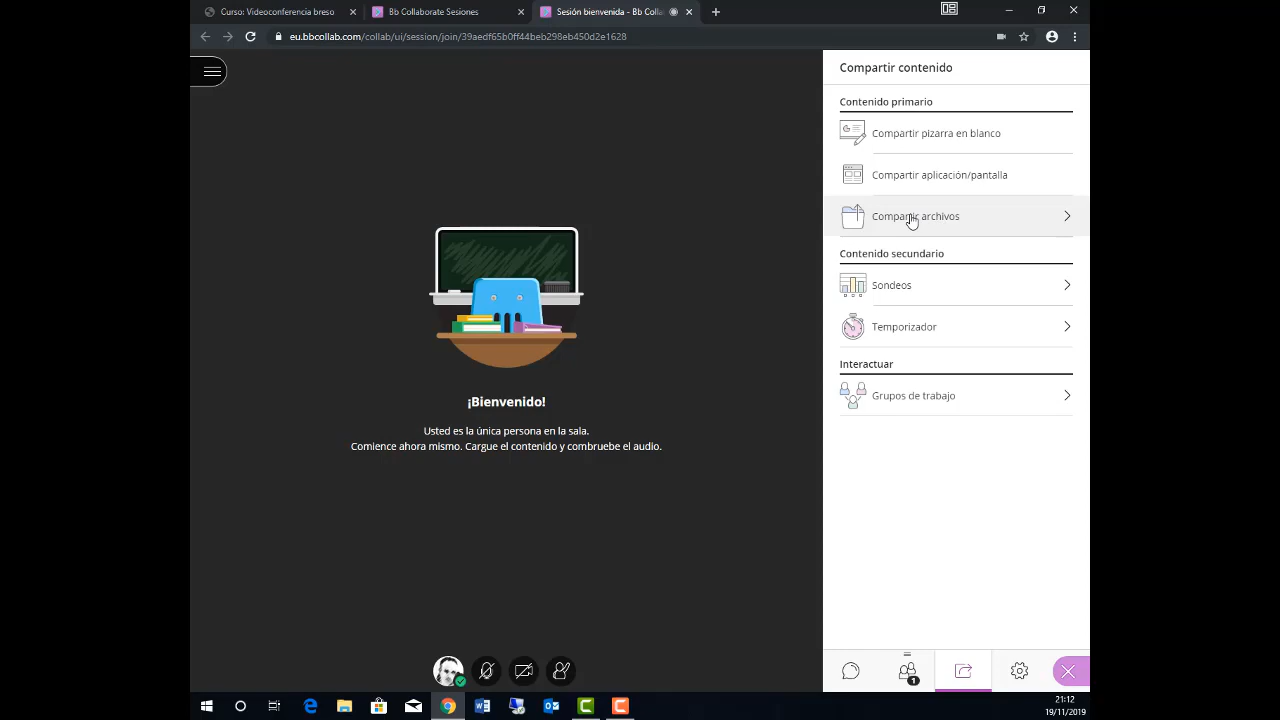 Curso: Videoconferencia breso
Bb Collaborate Sesiones
Sesión bienvenida - Bb Colla
eu.bbcollab.com/collab/ui/session/join/39aedf65b0ff44beb298eb450d2e1628
Compartir contenido
Contenido primario
Compartir pizarra en blanco
Compartir aplicación/pantalla
Compartir archivos
Contenido secundario
Sondeos
Temporizador
Interactuar
Grupos de trabajo
¡Bienvenido!
Usted es la única persona en la sala.
Comience ahora mismo. Cargue el contenido y combruebe el audio.
1
21:12
19/11/2019